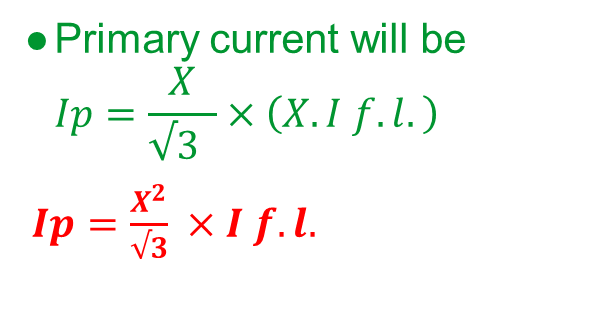 • Primary current will be
Ip = X/√3 × (X.I f.l.)
Ip = X²/√3 × I f.l.